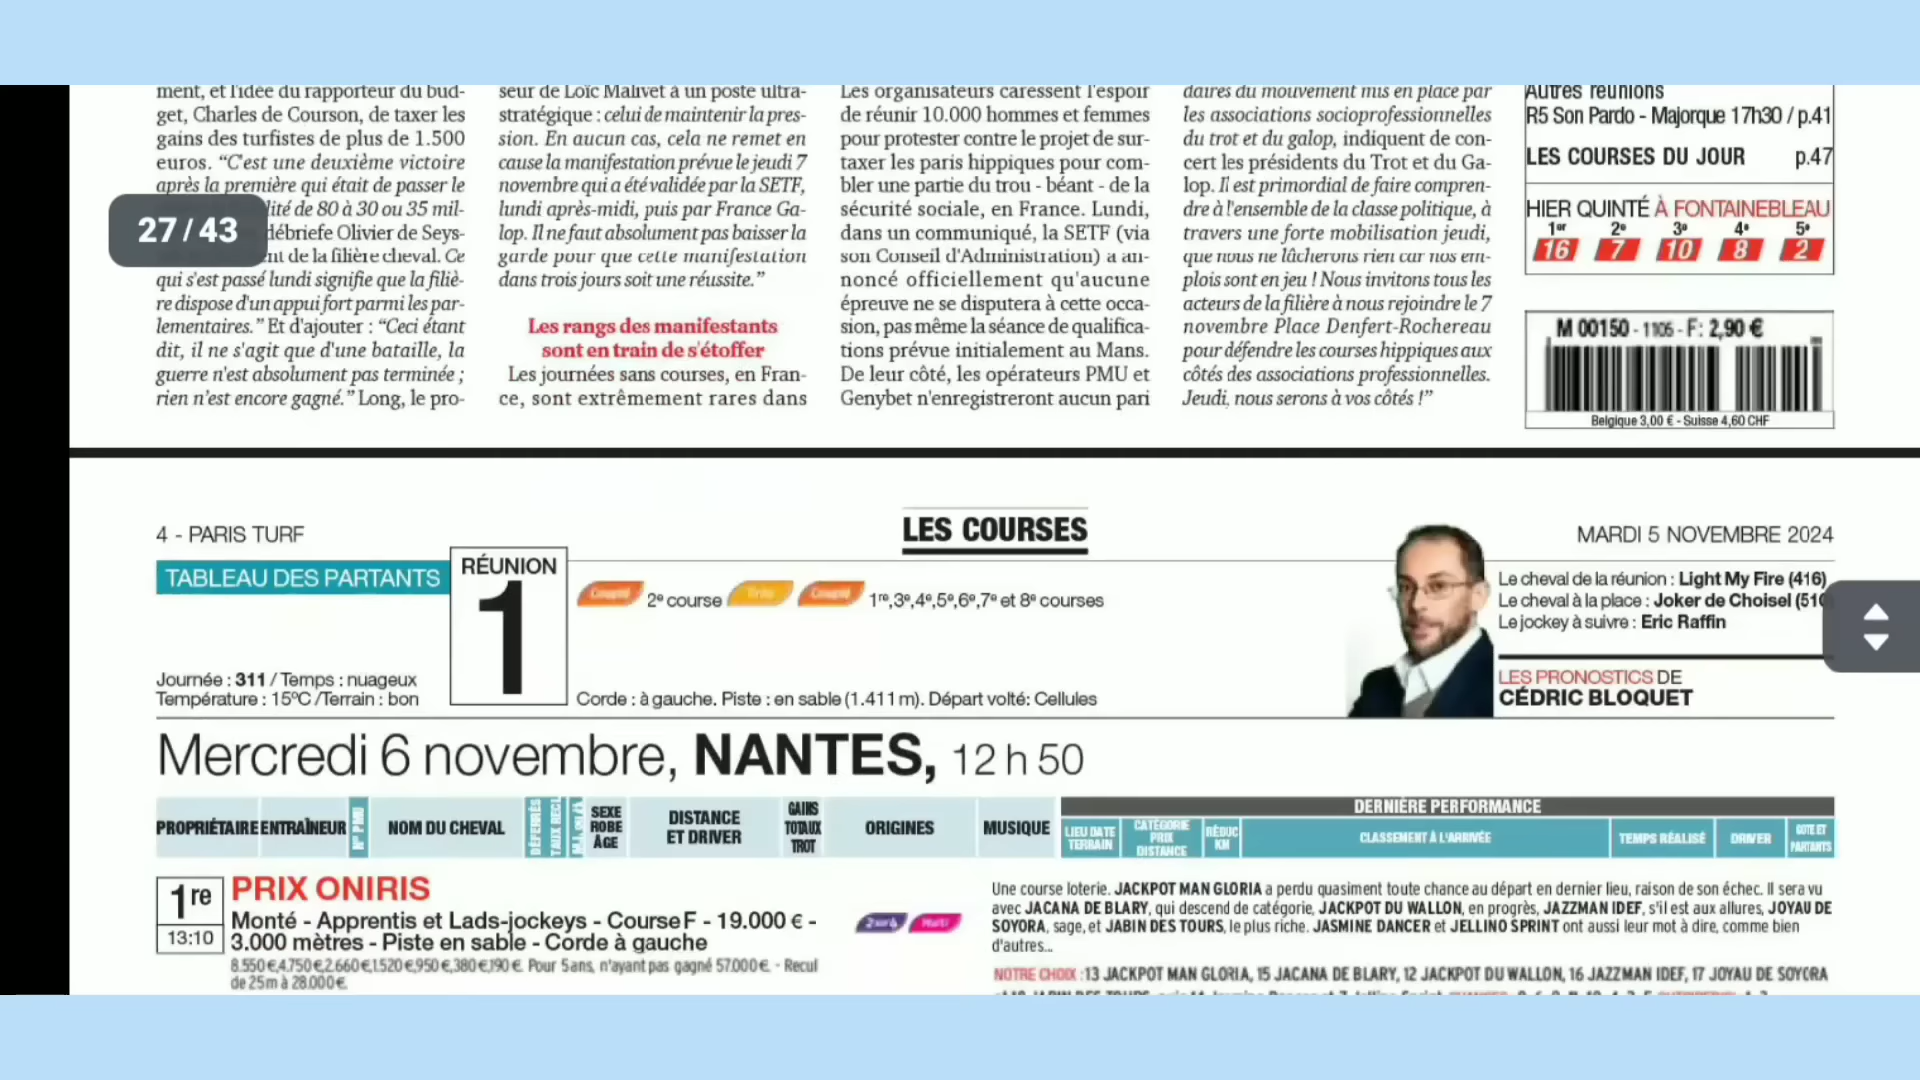 ment, et l'idée du rapporteur du bud-
get, Charles de Courson, de taxer les
gains des turfistes de plus de 1.500
euros. “C'est une deuxième victoire
après la première qui était de passer le
lité de 80 à 30 ou 35 mil-
débriefe Olivier de Seys-
nt de la filière cheval. Ce
qui s'est passé lundi signifie que la filiè-
re dispose d'un appui fort parmi les par-
lementaires.” Et d'ajouter : “Ceci étant
dit, il ne s'agit que d'une bataille, la
guerre n'est absolument pas terminée ;
rien n’est encore gagné.” Long, le pro-
27 / 43
seur de Loïc Malivet à un poste ultra-
stratégique : celui de maintenir la pres-
sion. En aucun cas, cela ne remet en
cause la manifestation prévue le jeudi 7
novembre qui a été validée par la SETF,
lundi après-midi, puis par France Ga-
lop. Il ne faut absolument pas baisser la
garde pour que cette manifestation
dans trois jours soit une réussite.”
Les rangs des manifestants
sont en train de s'étoffer
Les journées sans courses, en Fran-
ce, sont extrêmement rares dans
Les organisateurs caressent l'espoir
de réunir 10.000 hommes et femmes
pour protester contre le projet de sur-
taxer les paris hippiques pour com-
bler une partie du trou - béant - de la
sécurité sociale, en France. Lundi,
dans un communiqué, la SETF (via
son Conseil d'Administration) a an-
noncé officiellement qu'aucune
épreuve ne se disputera à cette occa-
sion, pas même la séance de qualifica-
tions prévue initialement au Mans.
De leur côté, les opérateurs PMU et
Genybet n'enregistreront aucun pari
daires du mouvement mis en place par
les associations socioprofessionnelles
du trot et du galop, indiquent de con-
cert les présidents du Trot et du Ga-
lop. Il est primordial de faire compren-
dre à l'ensemble de la classe politique, à
travers une forte mobilisation jeudi,
que nous ne lâcherons rien car nos em-
plois sont en jeu ! Nous invitons tous les
acteurs de la filière à nous rejoindre le 7
novembre Place Denfert-Rochereau
pour défendre les courses hippiques aux
côtés des associations professionnelles.
Jeudi, nous serons à vos côtés !”
Autres réunions
R5 Son Pardo - Majorque 17h30 / p.41
LES COURSES DU JOUR p.47
HIER QUINTÉ À FONTAINEBLEAU
1er 2e 3e 4e 5e
16 7 10 8 2
M 00150 - 1105 - F: 2,90 €
Belgique 3,00 € - Suisse 4,60 CHF
4 - PARIS TURF
LES COURSES
MARDI 5 NOVEMBRE 2024
TABLEAU DES PARTANTS
RÉUNION
1
Couplé 2e course Trio Couplé 1re,3e,4e,5e,6e,7e et 8e courses
Le cheval de la réunion : Light My Fire (416)
Le cheval à la place : Joker de Choisel (510
Le jockey à suivre : Eric Raffin
LES PRONOSTICS DE
CÉDRIC BLOQUET
Journée : 311 / Temps : nuageux
Température : 15°C /Terrain : bon
Corde : à gauche. Piste : en sable (1.411 m). Départ volté: Cellules
Mercredi 6 novembre, NANTES, 12 h 50
PROPRIÉTAIRE ENTRAÎNEUR N° PMU NOM DU CHEVAL DÉFERRÉS SEXE ROBE ÂGE DISTANCE ET DRIVER GAINS TOTAUX TROT ORIGINES MUSIQUE
DERNIÈRE PERFORMANCE
LIEU DATE TERRAIN CATÉGORIE PRIX DISTANCE RÉDUC KM CLASSEMENT À L'ARRIVÉE TEMPS RÉALISÉ DRIVER COTE ET PARTANTS
1re
13:10
PRIX ONIRIS
Monté - Apprentis et Lads-jockeys - Course F - 19.000 € -
3.000 mètres - Piste en sable - Corde à gauche
8.550 €,4.750 €,2.660 €,1.520 €,950 €,380 €,190 €. Pour 5 ans, n'ayant pas gagné 57.000 €. - Recul
de 25 m à 28.000 €.
2sur4 Multi
Une course loterie. JACKPOT MAN GLORIA a perdu quasiment toute chance au départ en dernier lieu, raison de son échec. Il sera vu
avec JACANA DE BLARY, qui descend de catégorie, JACKPOT DU WALLON, en progrès, JAZZMAN IDEF, s'il est aux allures, JOYAU DE
SOYORA, sage, et JABIN DES TOURS, le plus riche. JASMINE DANCER et JELLINO SPRINT ont aussi leur mot à dire, comme bien
d'autres...
NOTRE CHOIX : 13 JACKPOT MAN GLORIA, 15 JACANA DE BLARY, 12 JACKPOT DU WALLON, 16 JAZZMAN IDEF, 17 JOYAU DE SOYORA